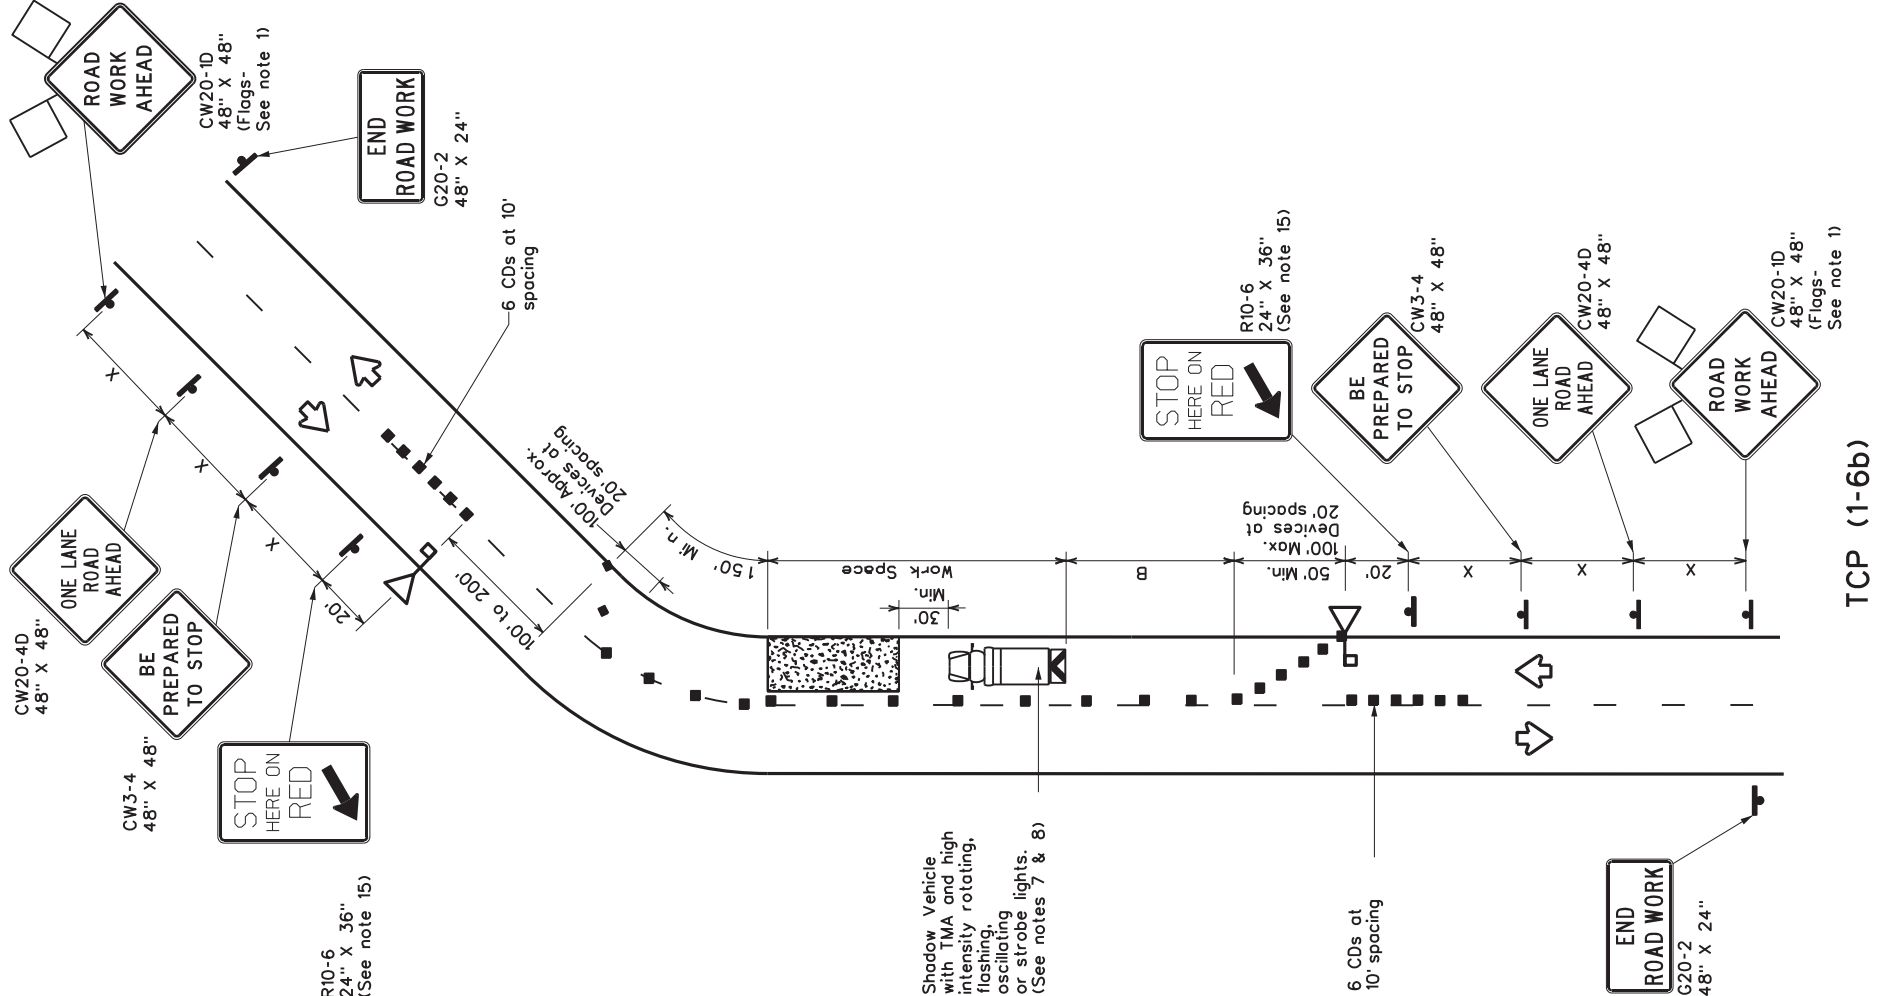 ROAD
WORK
AHEAD
CW20-1D
48" X 48"
(Flags-
See note 1)
END
ROAD WORK
G20-2
48" X 24"
6 CDs at 10'
spacing
X
X
X
20'
ONE LANE
ROAD
AHEAD
CW20-4D
48" X 48"
BE
PREPARED
TO STOP
CW3-4
48" X 48"
STOP
HERE ON
RED
R10-6
24" X 36"
(See note 15)
100' to 200'
100' Approx.
Devices at
20' spacing
150' Min.
Work Space
30'
Min.
B
50' Min.
100' Max.
Devices at
20' spacing
20'
X
X
X
STOP
HERE ON
RED
R10-6
24" X 36"
(See note 15)
BE
PREPARED
TO STOP
CW3-4
48" X 48"
ONE LANE
ROAD
AHEAD
CW20-4D
48" X 48"
ROAD
WORK
AHEAD
CW20-1D
48" X 48"
(Flags-
See note 1)
Shadow Vehicle
with TMA and high
intensity rotating,
flashing,
oscillating
or strobe lights.
(See notes 7 & 8)
6 CDs at
10' spacing
END
ROAD WORK
G20-2
48" X 24"
TCP (1-6b)